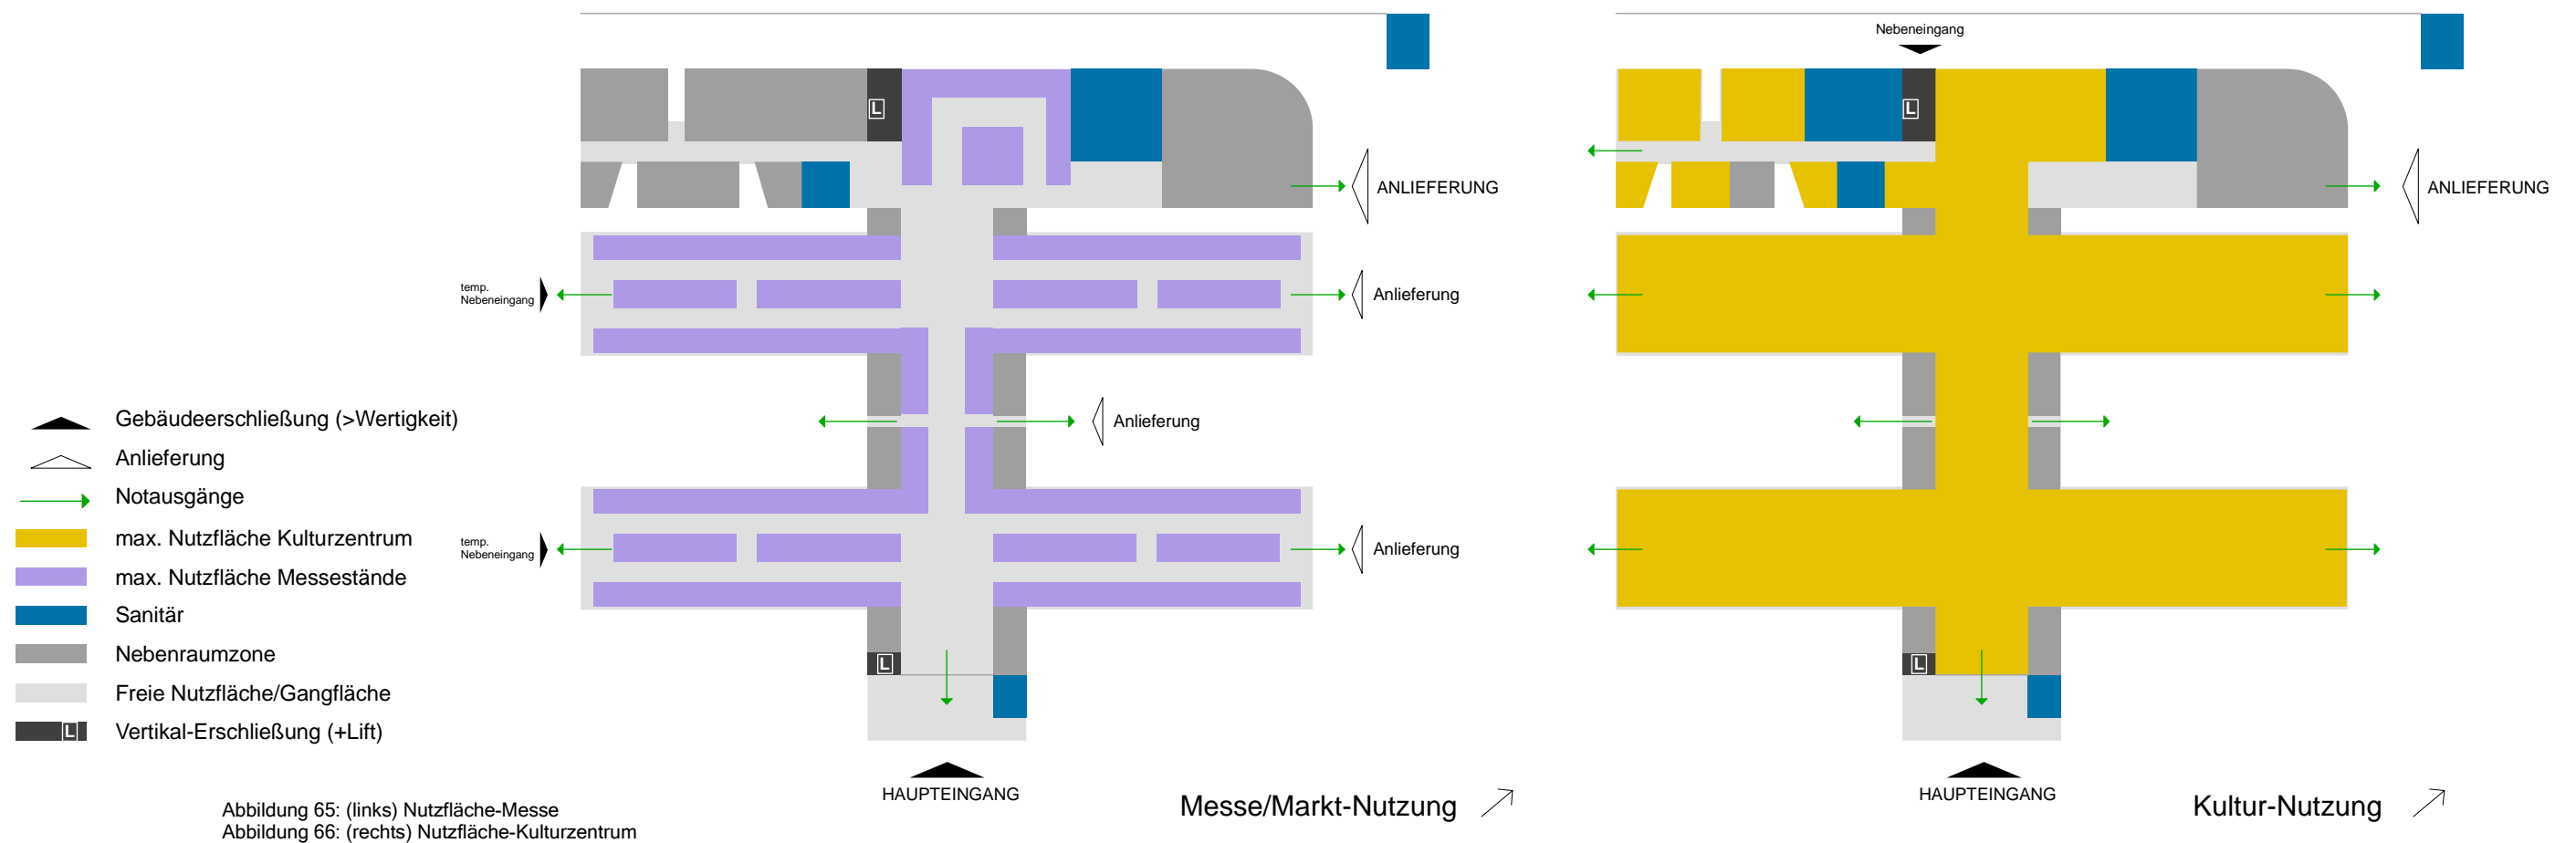 Nebeneingang
L
L
ANLIEFERUNG
ANLIEFERUNG
temp.
Nebeneingang
Anlieferung
Anlieferung
temp.
Nebeneingang
Anlieferung
L
L
HAUPTEINGANG
HAUPTEINGANG
Gebäudeerschließung (>Wertigkeit)
Anlieferung
Notausgänge
max. Nutzfläche Kulturzentrum
max. Nutzfläche Messestände
Sanitär
Nebenraumzone
Freie Nutzfläche/Gangfläche
L Vertikal-Erschließung (+Lift)
Messe/Markt-Nutzung
Kultur-Nutzung
Abbildung 65: (links) Nutzfläche-Messe
Abbildung 66: (rechts) Nutzfläche-Kulturzentrum